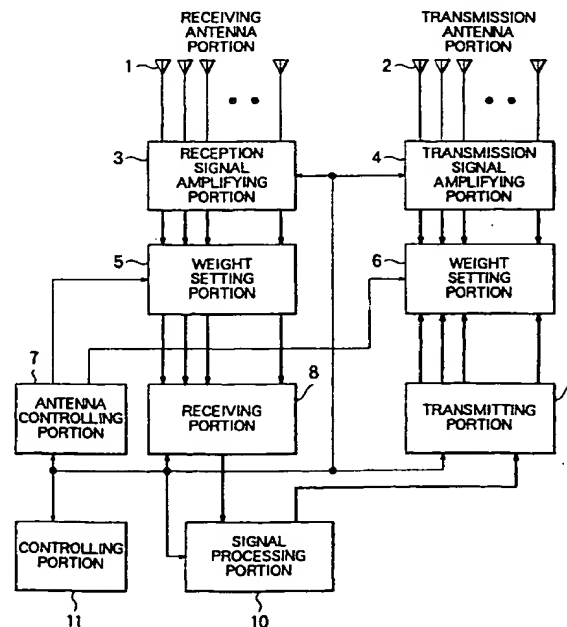 RECEIVING
ANTENNA
PORTION
TRANSMISSION
ANTENNA
PORTION
1
2
3
RECEPTION
SIGNAL
AMPLIFYING
PORTION
4
TRANSMISSION
SIGNAL
AMPLIFYING
PORTION
5
WEIGHT
SETTING
PORTION
6
WEIGHT
SETTING
PORTION
7
ANTENNA
CONTROLLING
PORTION
8
RECEIVING
PORTION
TRANSMITTING
PORTION
CONTROLLING
PORTION
11
SIGNAL
PROCESSING
PORTION
10